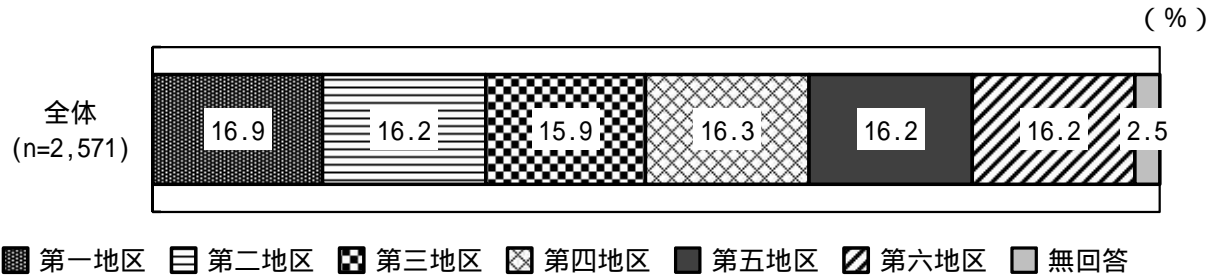 (%)
全体
(n=2,571)
16.9 16.2 15.9 16.3 16.2 16.2 2.5
第一地区 第二地区 第三地区 第四地区 第五地区 第六地区 無回答